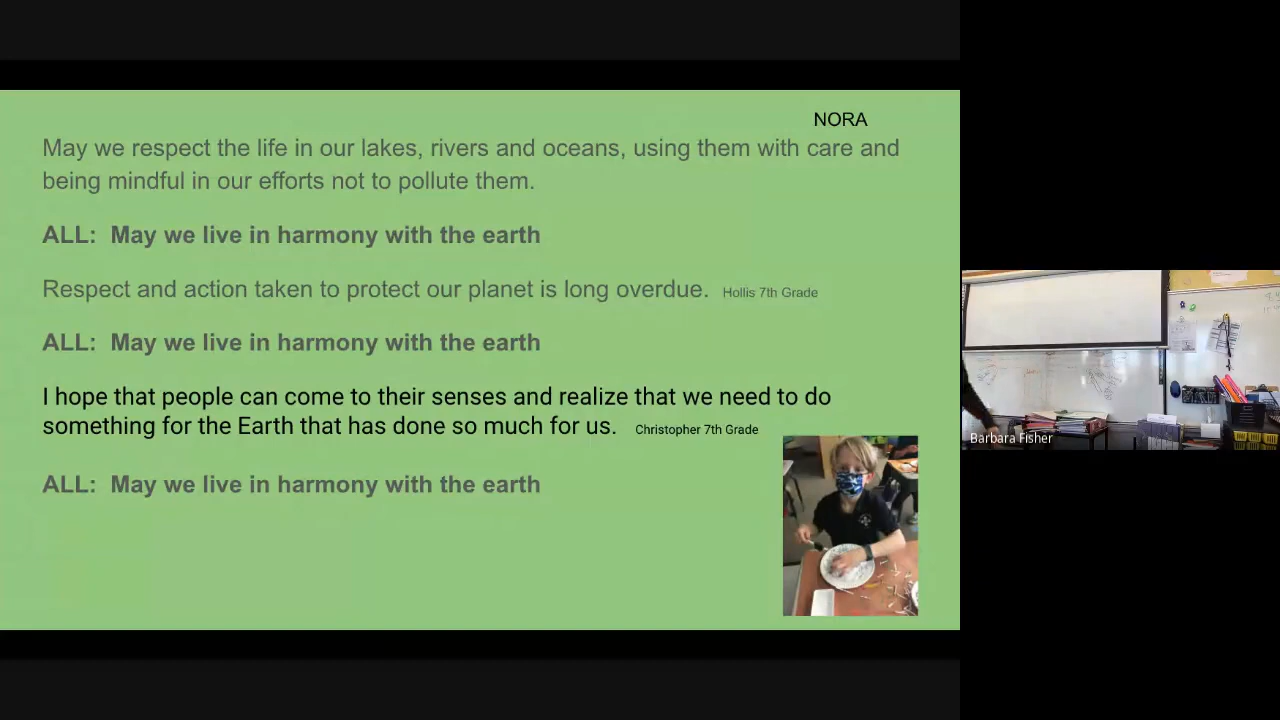 NORA
May we respect the life in our lakes, rivers and oceans, using them with care and
being mindful in our efforts not to pollute them.
ALL:  May we live in harmony with the earth
Respect and action taken to protect our planet is long overdue.  Hollis 7th Grade
ALL:  May we live in harmony with the earth
I hope that people can come to their senses and realize that we need to do
something for the Earth that has done so much for us.  Christopher 7th Grade
ALL:  May we live in harmony with the earth
Barbara Fisher